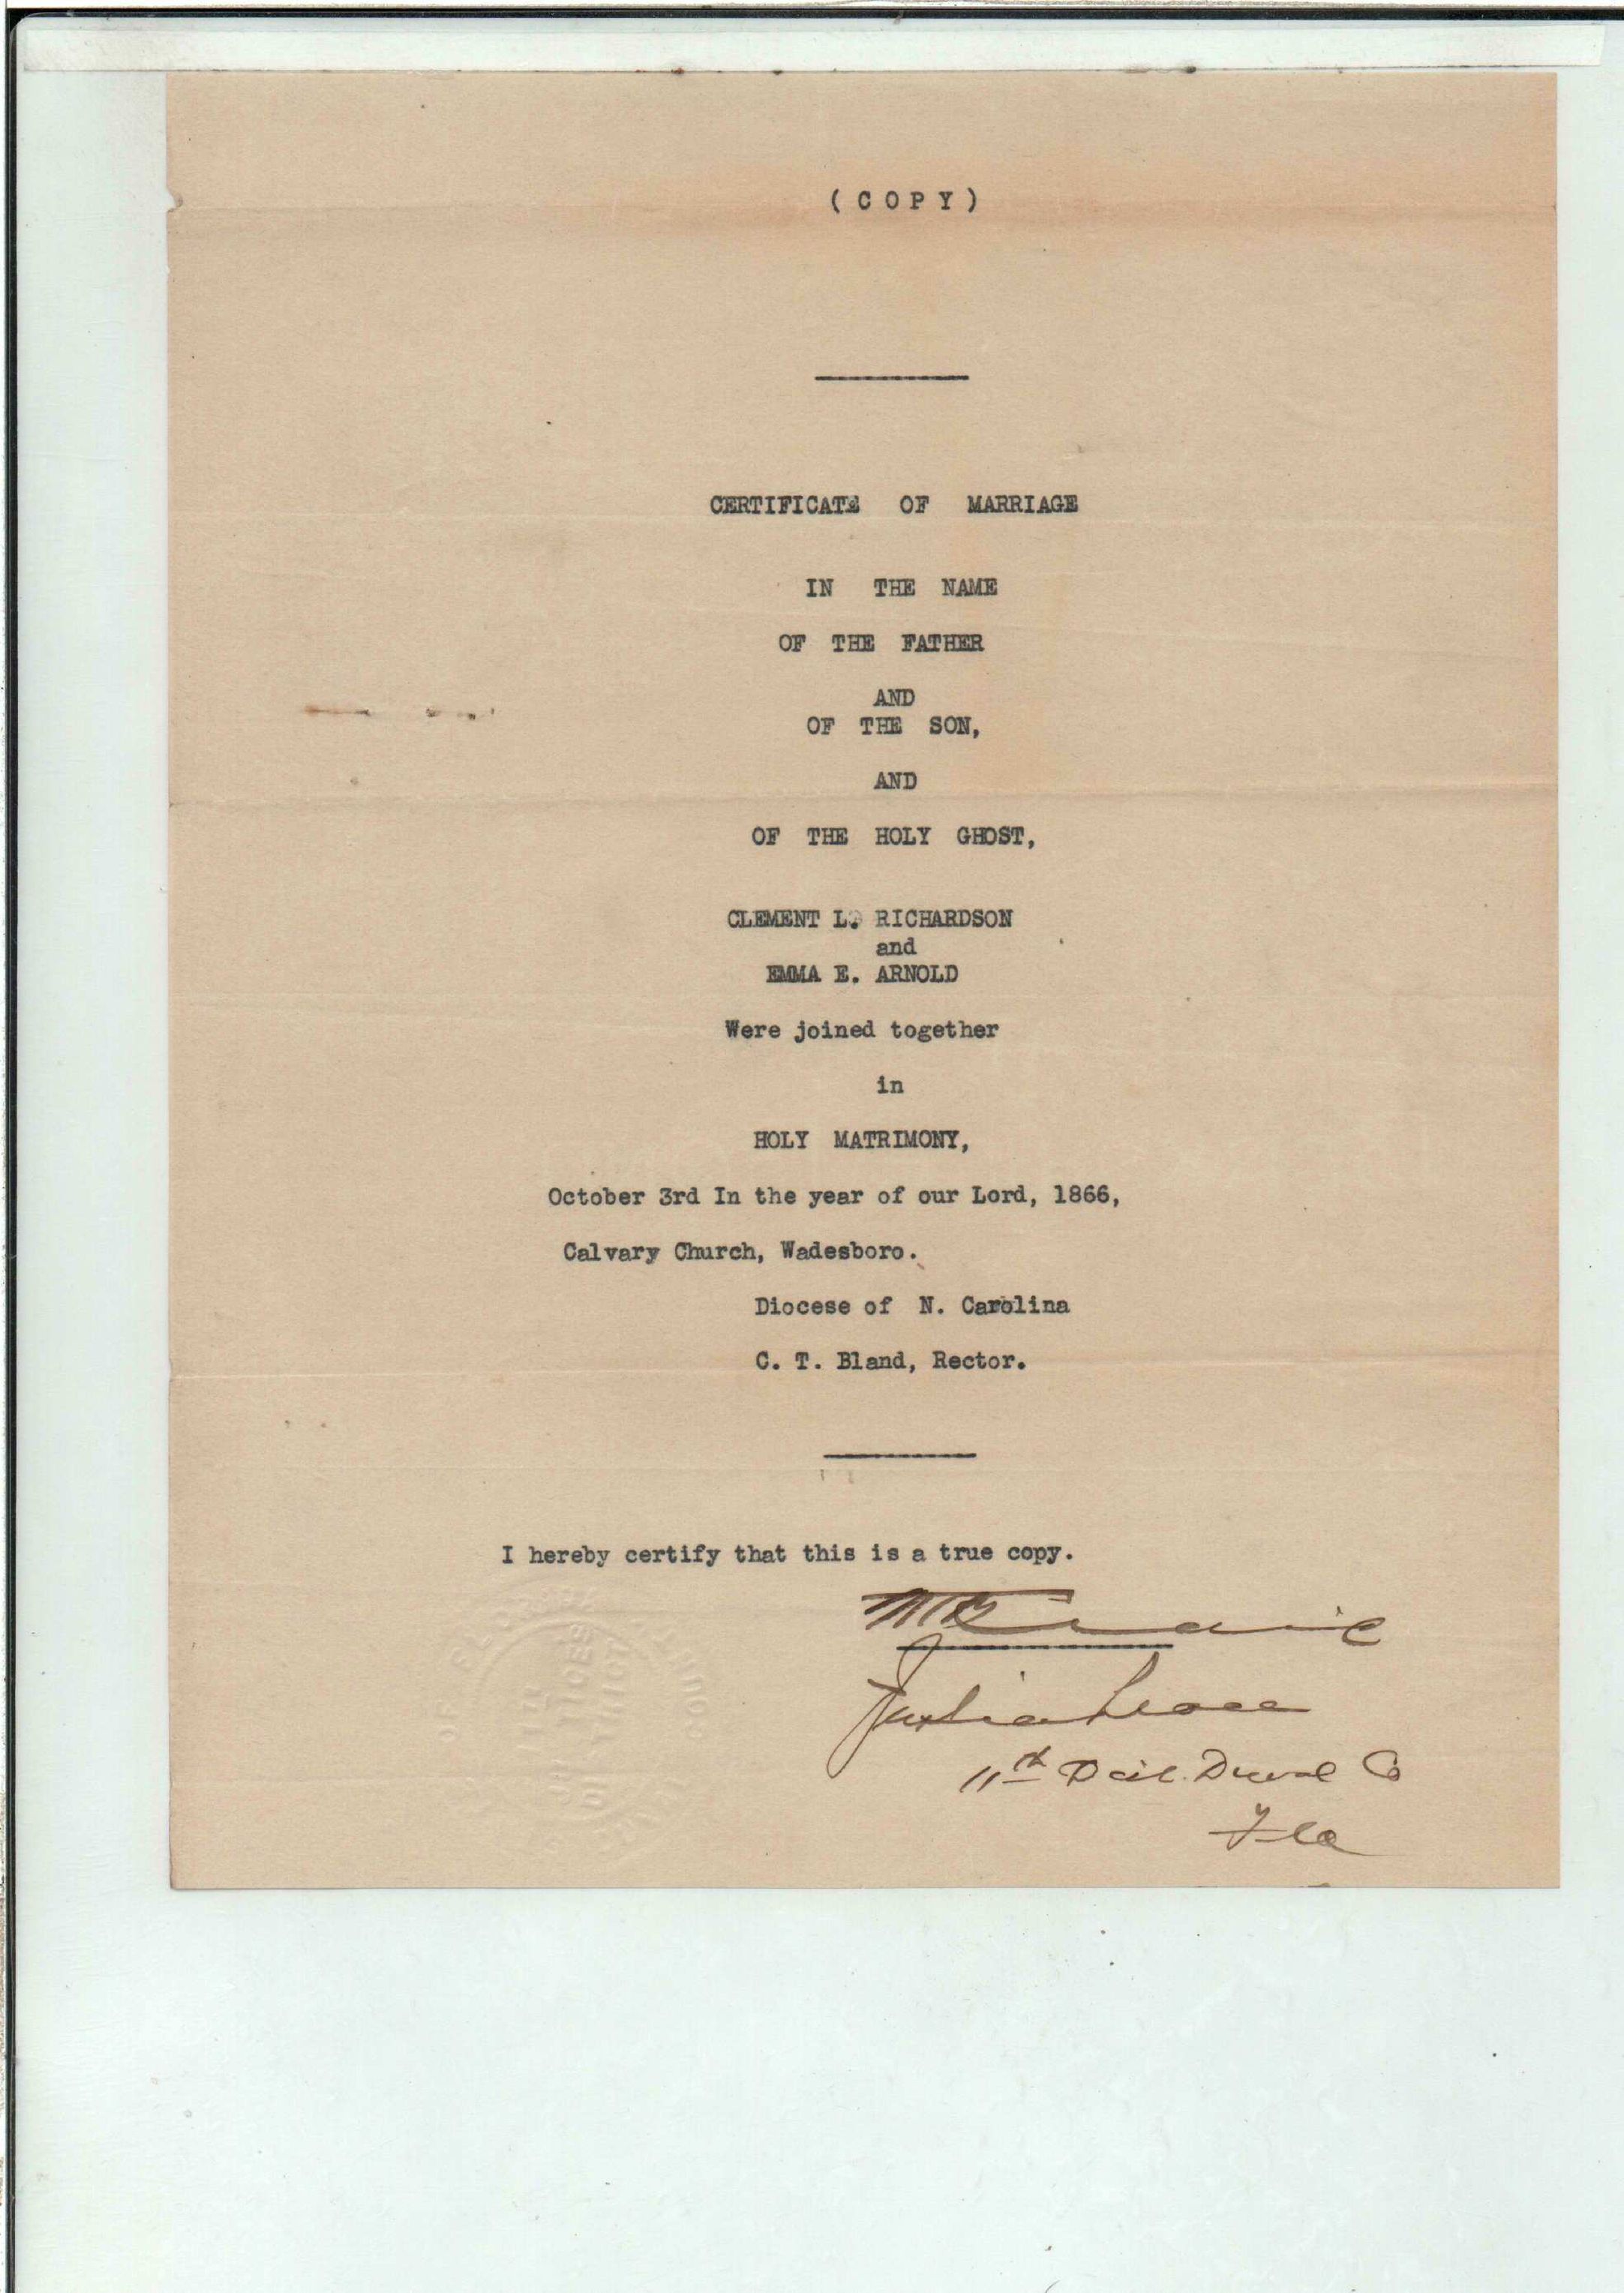 (COPY)
CERTIFICATE OF MARRIAGE
IN THE NAME
OF THE FATHER
AND
OF THE SON,
AND
OF THE HOLY GHOST,
CLEMENT L. RICHARDSON
and
EMMA E. ARNOLD
Were joined together
in
HOLY MATRIMONY,
October 3rd In the year of our Lord, 1866,
Calvary Church, Wadesboro.
Diocese of N. Carolina
C. T. Bland, Rector.
I hereby certify that this is a true copy.
11th Duval Co
Fla